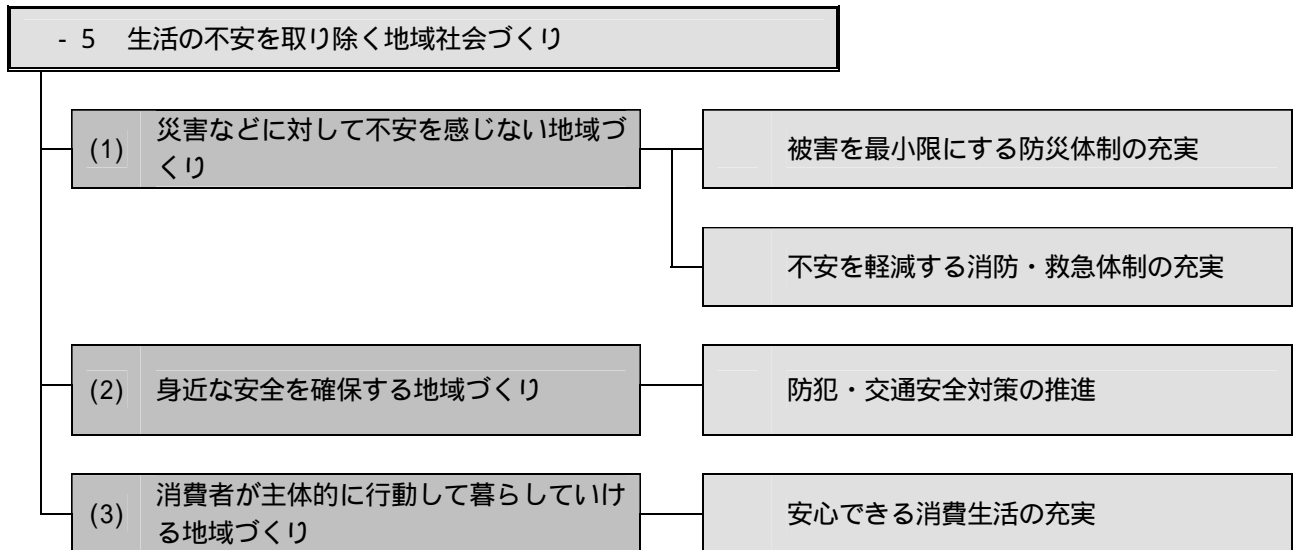 - 5 生活の不安を取り除く地域社会づくり
(1) 災害などに対して不安を感じない地域づ
くり
被害を最小限にする防災体制の充実
不安を軽減する消防・救急体制の充実
(2) 身近な安全を確保する地域づくり
防犯・交通安全対策の推進
(3) 消費者が主体的に行動して暮らしていけ
る地域づくり
安心できる消費生活の充実